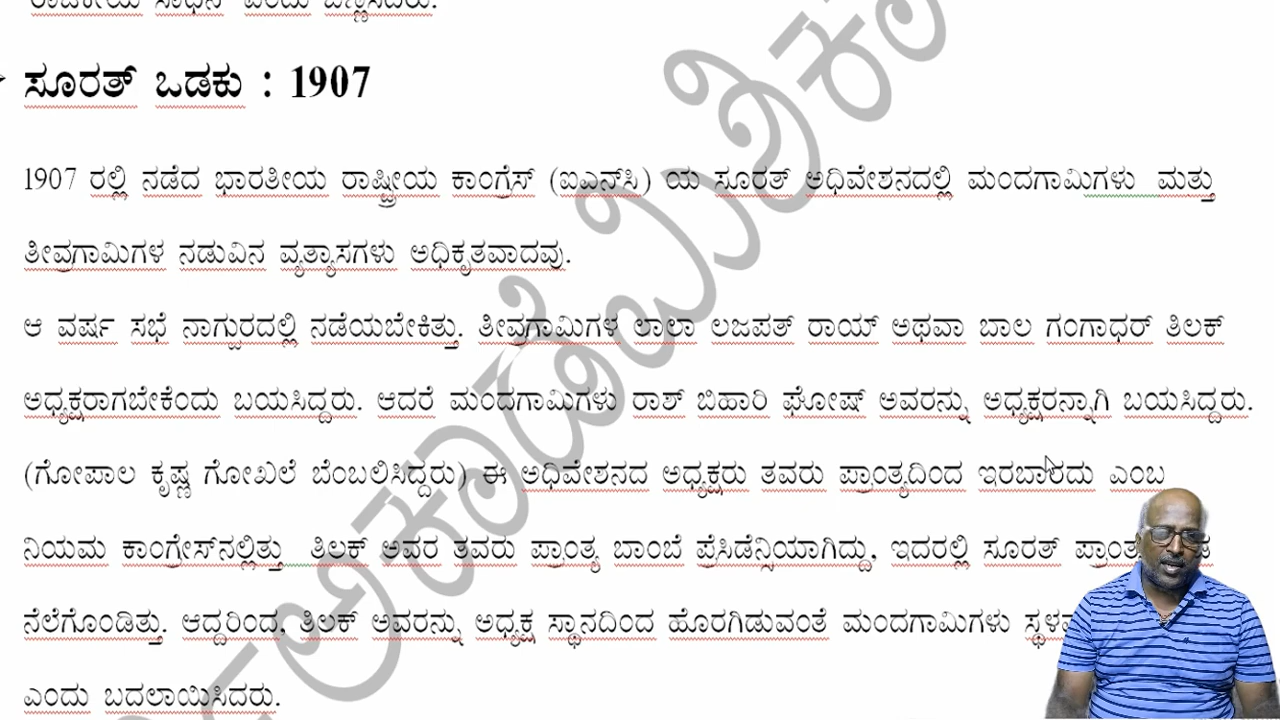 ರಾಜಕೀಯ ಸಾಧನ ಎಂದು ಬಣ್ಣಿಸಿದರು.
ಸೂರತ್ ಒಡಕು : 1907
1907 ರಲ್ಲಿ ನಡೆದ ಭಾರತೀಯ ರಾಷ್ಟ್ರೀಯ ಕಾಂಗ್ರೆಸ್ (ಐಎನ್‌ಸಿ) ಯ ಸೂರತ್ ಅಧಿವೇಶನದಲ್ಲಿ ಮಂದಗಾಮಿಗಳು ಮತ್ತು
ತೀವ್ರಗಾಮಿಗಳ ನಡುವಿನ ವ್ಯತ್ಯಾಸಗಳು ಅಧಿಕೃತವಾದವು.
ಆ ವರ್ಷ ಸಭೆ ನಾಗ್ಪುರದಲ್ಲಿ ನಡೆಯಬೇಕಿತ್ತು. ತೀವ್ರಗಾಮಿಗಳ ಲಾಲಾ ಲಜಪತ್ ರಾಯ್ ಅಥವಾ ಬಾಲ ಗಂಗಾಧರ್ ತಿಲಕ್
ಅಧ್ಯಕ್ಷರಾಗಬೇಕೆಂದು ಬಯಸಿದ್ದರು. ಆದರೆ ಮಂದಗಾಮಿಗಳು ರಾಶ್ ಬಿಹಾರಿ ಘೋಷ್ ಅವರನ್ನು ಅಧ್ಯಕ್ಷರನ್ನಾಗಿ ಬಯಸಿದ್ದರು.
(ಗೋಪಾಲ ಕೃಷ್ಣ ಗೋಖಲೆ ಬೆಂಬಲಿಸಿದ್ದರು) ಈ ಅಧಿವೇಶನದ ಅಧ್ಯಕ್ಷರು ತವರು ಪ್ರಾಂತ್ಯದಿಂದ ಇರಬಾರದು ಎಂಬ
ನಿಯಮ ಕಾಂಗ್ರೇಸ್‌ನಲ್ಲಿತ್ತು ತಿಲಕ್ ಅವರ ತವರು ಪ್ರಾಂತ್ಯ ಬಾಂಬೆ ಪ್ರೆಸಿಡೆನ್ಸಿಯಾಗಿದ್ದು, ಇದರಲ್ಲಿ ಸೂರತ್
ನೆಲೆಗೊಂಡಿತ್ತು. ಆದ್ದರಿಂದ, ತಿಲಕ್ ಅವರನ್ನು ಅಧ್ಯಕ್ಷ ಸ್ಥಾನದಿಂದ ಹೊರಗಿಡುವಂತೆ ಮಂದಗಾಮಿಗಳು
ಎಂದು ಬದಲಾಯಿಸಿದರು.